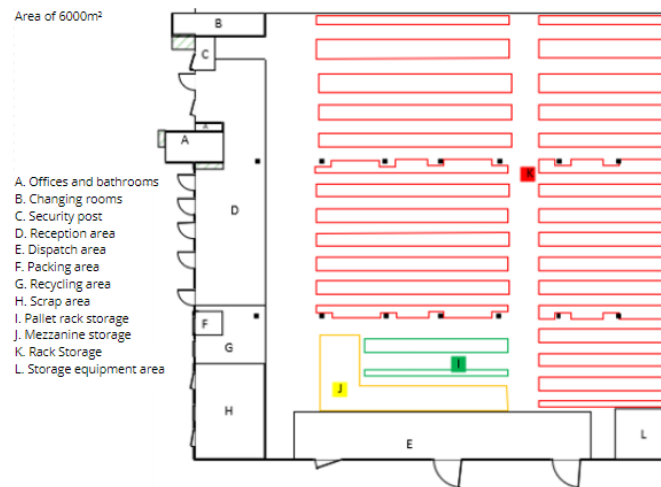 Area of 6000m²
B
C
A
A
A. Offices and bathrooms
B. Changing rooms
C. Security post
D. Reception area
E. Dispatch area
F. Packing area
G. Recycling area
H. Scrap area
I. Pallet rack storage
J. Mezzanine storage
K. Rack Storage
L. Storage equipment area
K
D
F
G
I
J
H
E
L